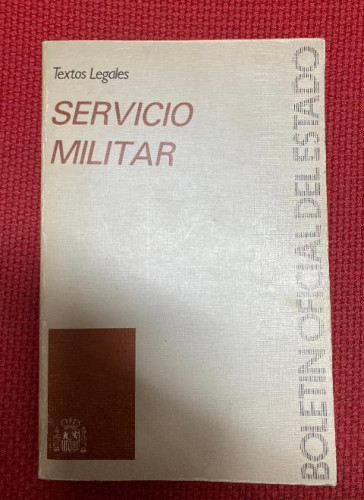 Textos Legales
SERVICIO
MILITAR
BOLETIN OFICIAL DEL ESTADO